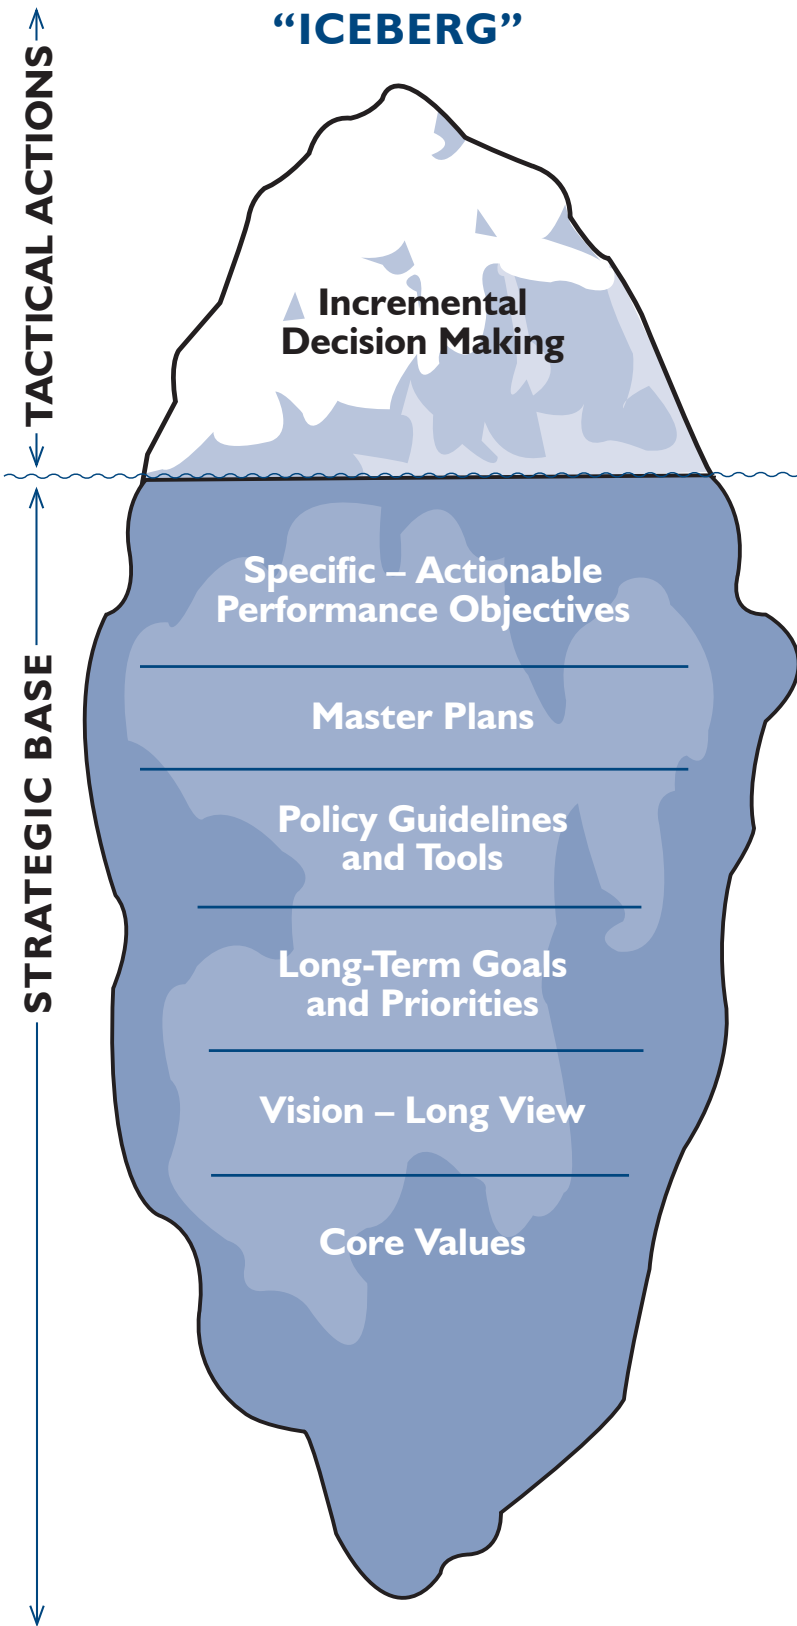 “ICEBERG”
TACTICAL ACTIONS
Incremental
Decision Making
STRATEGIC BASE
Specific – Actionable
Performance Objectives
Master Plans
Policy Guidelines
and Tools
Long-Term Goals
and Priorities
Vision – Long View
Core Values